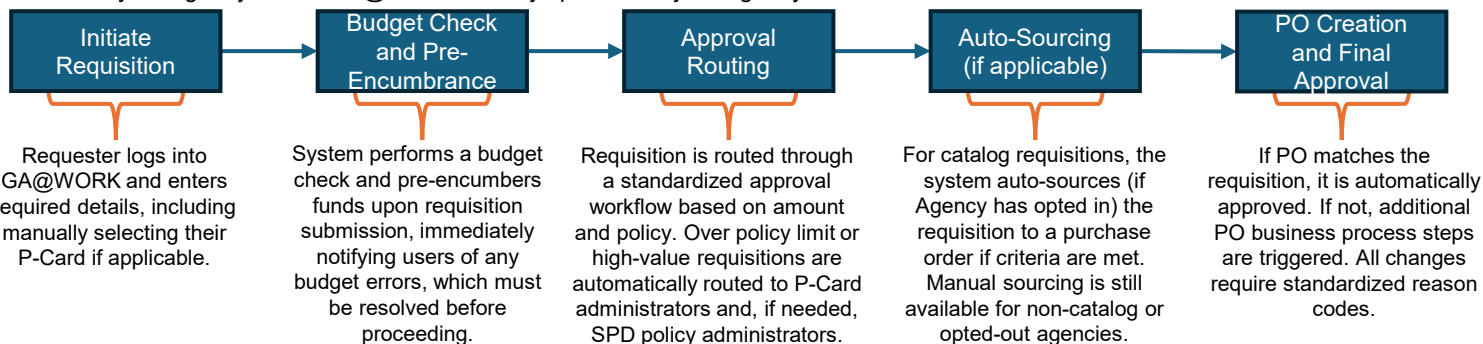 Initiate
Requisition
Budget Check
and Pre-
Encumbrance
Approval
Routing
Auto-Sourcing
(if applicable)
PO Creation
and Final
Approval
Requester logs into
GA@WORK and enters
equired details, including
manually selecting their
P-Card if applicable.
System performs a budget
check and pre-encumbers
funds upon requisition
submission, immediately
notifying users of any
budget errors, which must
be resolved before
proceeding.
Requisition is routed through
a standardized approval
workflow based on amount
and policy. Over policy limit or
high-value requisitions are
automatically routed to P-Card
administrators and, if needed,
SPD policy administrators.
For catalog requisitions, the
system auto-sources (if
Agency has opted in) the
requisition to a purchase
order if criteria are met.
Manual sourcing is still
available for non-catalog or
opted-out agencies.
If PO matches the
requisition, it is automatically
approved. If not, additional
PO business process steps
are triggered. All changes
require standardized reason
codes.